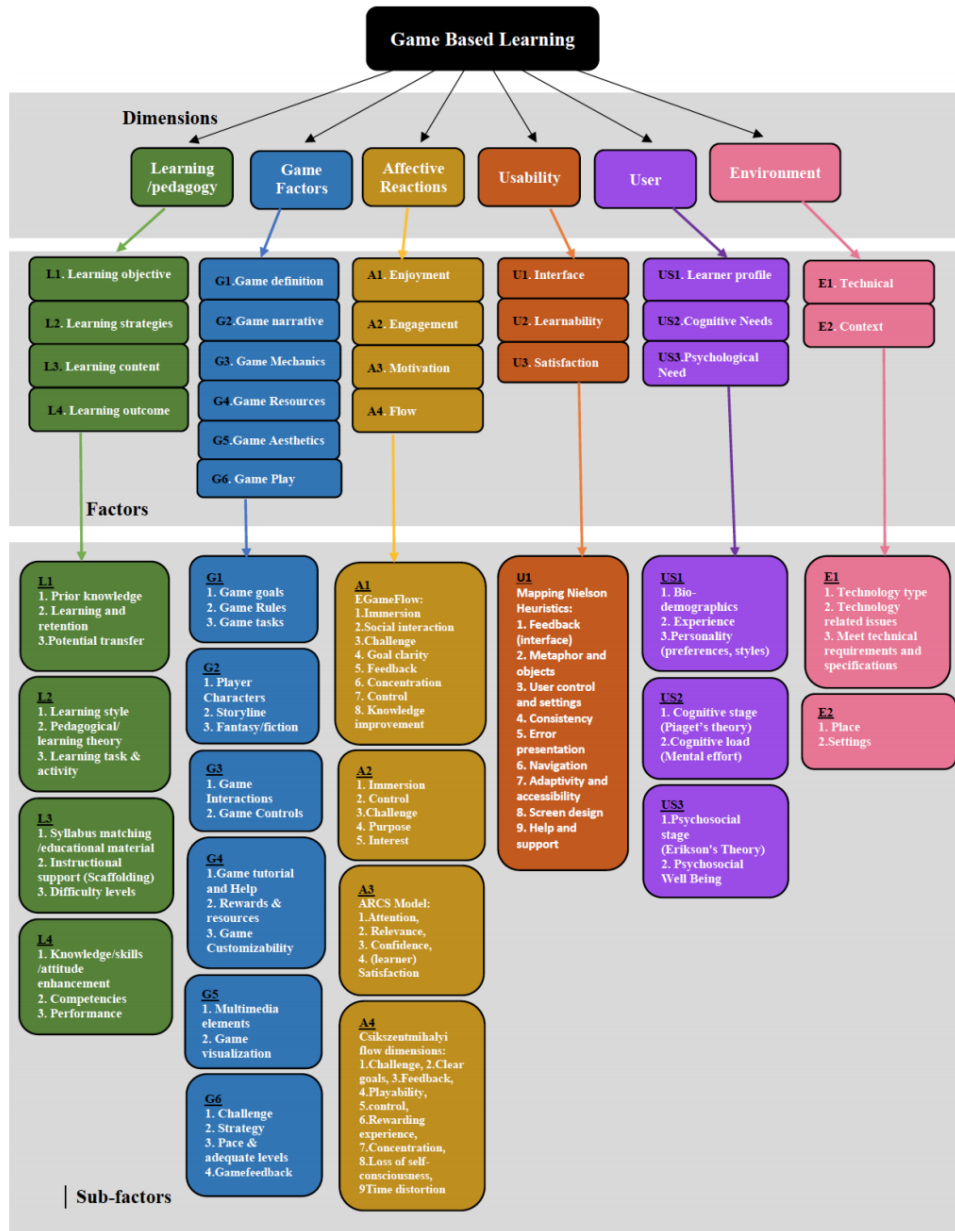 Game Based Learning
Dimensions
Learning
/pedagogy
Game
Factors
Affective
Reactions
Usability
User
Environment
L1. Learning objective
L2. Learning strategies
L3. Learning content
L4. Learning outcome
G1.Game definition
G2.Game narrative
G3. Game Mechanics
G4.Game Resources
G5.Game Aesthetics
G6. Game Play
A1. Enjoyment
A2. Engagement
A3. Motivation
A4. Flow
U1. Interface
U2. Learnability
U3. Satisfaction
US1. Learner profile
US2.Cognitive Needs
US3.Psychological
Need
E1. Technical
E2. Context
Factors
L1
1. Prior knowledge
2. Learning and
retention
3.Potential transfer
L2
1. Learning style
2. Pedagogical/
learning theory
3. Learning task &
activity
L3
1. Syllabus matching
/educational material
2. Instructional
support (Scaffolding)
3. Difficulty levels
L4
1. Knowledge/skills
/attitude
enhancement
2. Competencies
3. Performance
G1
1. Game goals
2. Game Rules
3. Game tasks
G2
1. Player
Characters
2. Storyline
3. Fantasy/fiction
G3
1. Game
Interactions
2. Game Controls
G4
1.Game tutorial
and Help
2. Rewards &
resources
3. Game
Customizability
G5
1. Multimedia
elements
2. Game
visualization
G6
1. Challenge
2. Strategy
3. Pace &
adequate levels
4.Gamefeedback
A1
EGameFlow:
1.Immersion
2.Social interaction
3.Challenge
4. Goal clarity
5. Feedback
6. Concentration
7. Control
8. Knowledge
improvement
A2
1. Immersion
2. Control
3.Challenge
4. Purpose
5. Interest
A3
ARCS Model:
1.Attention,
2. Relevance,
3. Confidence,
4. (learner)
Satisfaction
A4
Csikszentmihalyi
flow dimensions:
1.Challenge, 2.Clear
goals, 3.Feedback,
4.Playability,
5.control,
6.Rewarding
experience,
7.Concentration,
8.Loss of self-
consciousness,
9Time distortion
U1
Mapping Nielson
Heuristics:
1. Feedback
(interface)
2. Metaphor and
objects
3. User control
and settings
4. Consistency
5. Error
presentation
6. Navigation
7. Adaptivity and
accessibility
8. Screen design
9. Help and
support
US1
1. Bio-
demographics
2. Experience
3.Personality
(preferences, styles)
US2
1. Cognitive stage
(Piaget's theory)
2.Cognitive load
(Mental effort)
US3
1.Psychosocial
stage
(Erikson's Theory)
2. Psychosocial
Well Being
E1
1. Technology type
2. Technology
related issues
3. Meet technical
requirements and
specifications
E2
1. Place
2.Settings
Sub-factors